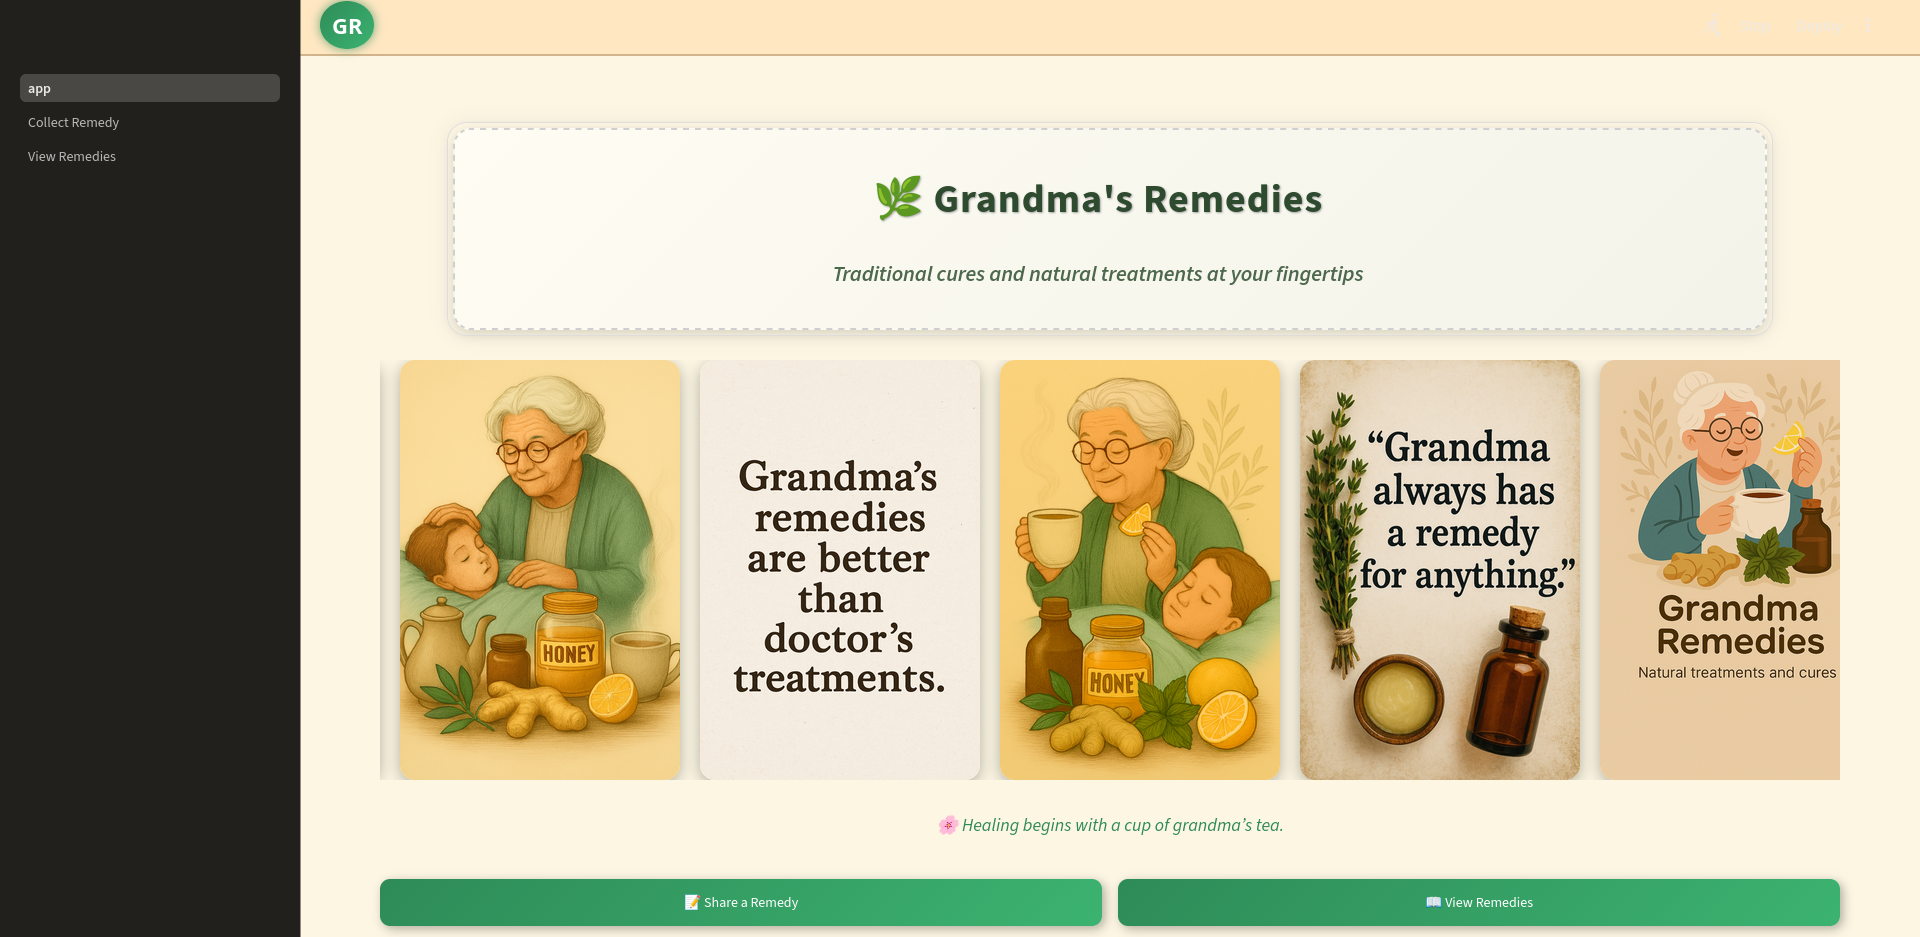 GR
app
Collect Remedy
View Remedies
🌿 Grandma's Remedies
Traditional cures and natural treatments at your fingertips
HONEY
Grandma’s
remedies
are better
than
doctor’s
treatments.
HONEY
“Grandma
always has
a remedy
for anything.”
Grandma
Remedies
Natural treatments and cures
🌸 Healing begins with a cup of grandma’s tea.
📝 Share a Remedy
📖 View Remedies